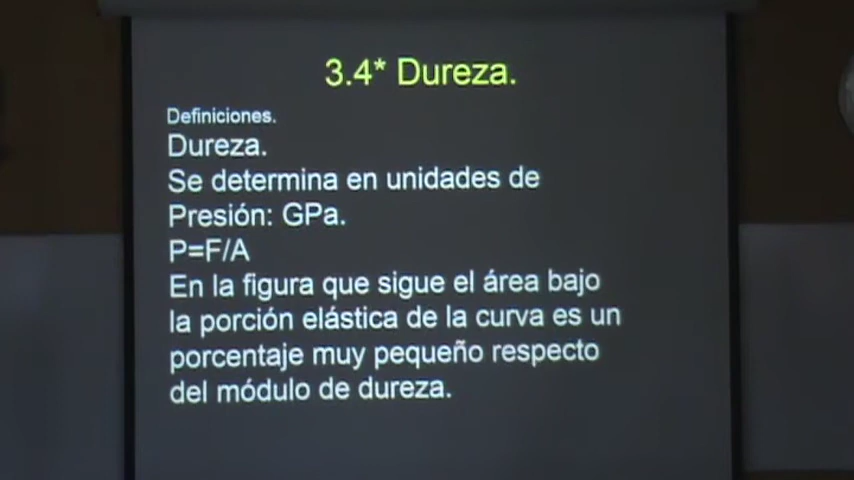 3.4* Dureza.
Definiciones.
Dureza.
Se determina en unidades de
Presión: GPa.
P=F/A
En la figura que sigue el área bajo
la porción elástica de la curva es un
porcentaje muy pequeño respecto
del módulo de dureza.